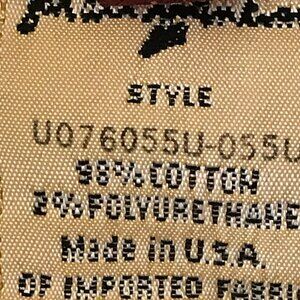 STYLE
U076055U-055U
98% COTTON
2% POLYURETHANE
Made in U.S.A.
OF IMPORTED FABRIC